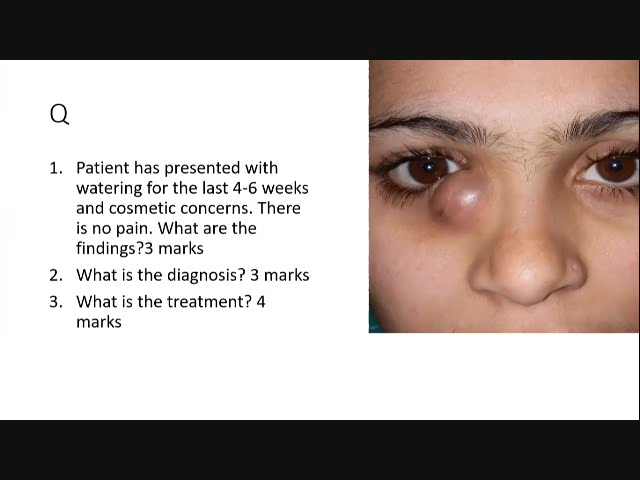 Q
1. Patient has presented with
watering for the last 4-6 weeks
and cosmetic concerns. There
is no pain. What are the
findings?3 marks
2. What is the diagnosis? 3 marks
3. What is the treatment? 4
marks